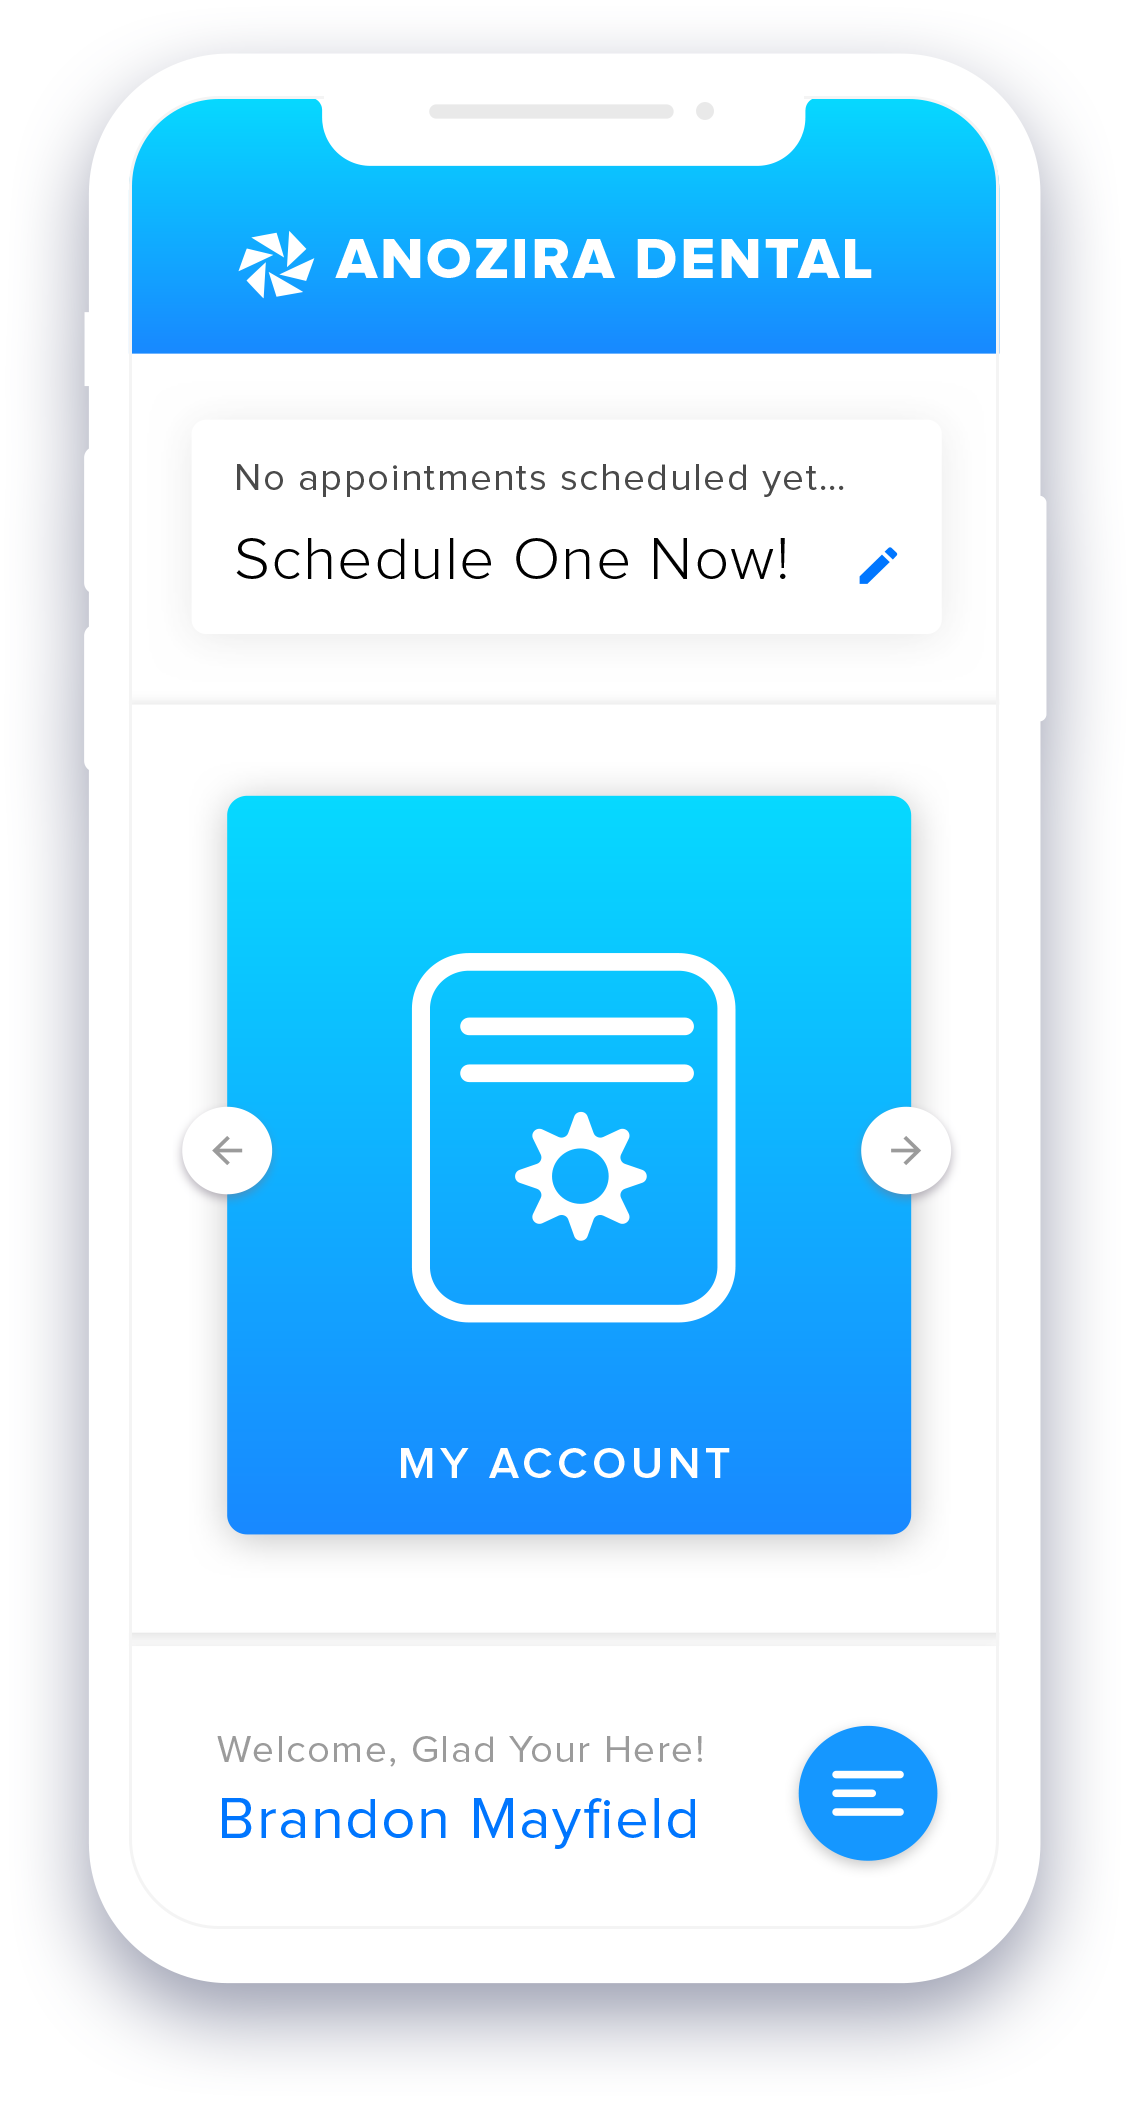 ANOZIRA DENTAL
No appointments scheduled yet...
Schedule One Now!
MY ACCOUNT
Welcome, Glad Your Here!
Brandon Mayfield